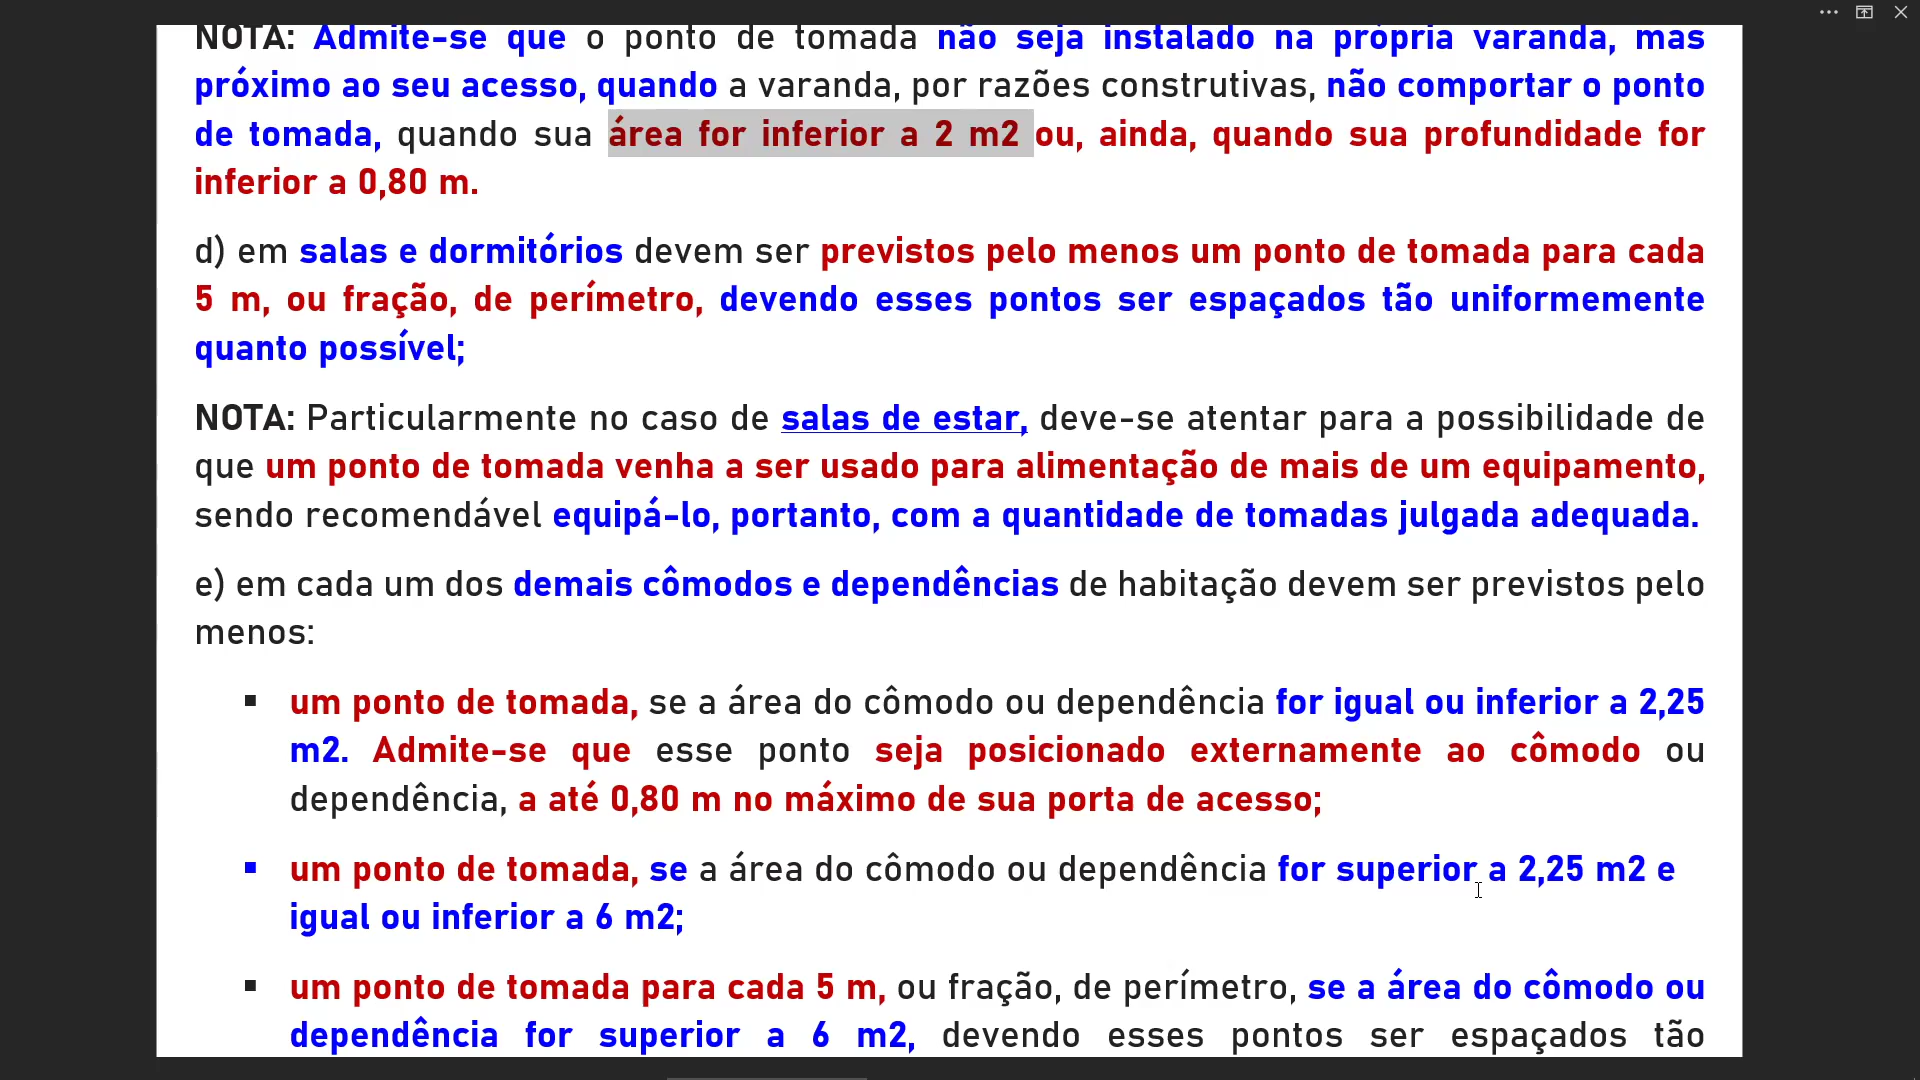 NOTA: Admite-se que o ponto de tomada não seja instalado na própria varanda, mas
próximo ao seu acesso, quando a varanda, por razões construtivas, não comportar o ponto
de tomada, quando sua área for inferior a 2 m2 ou, ainda, quando sua profundidade for
inferior a 0,80 m.
d) em salas e dormitórios devem ser previstos pelo menos um ponto de tomada para cada
5 m, ou fração, de perímetro, devendo esses pontos ser espaçados tão uniformemente
quanto possível;
NOTA: Particularmente no caso de salas de estar, deve-se atentar para a possibilidade de
que um ponto de tomada venha a ser usado para alimentação de mais de um equipamento,
sendo recomendável equipá-lo, portanto, com a quantidade de tomadas julgada adequada.
e) em cada um dos demais cômodos e dependências de habitação devem ser previstos pelo
menos:
▪ um ponto de tomada, se a área do cômodo ou dependência for igual ou inferior a 2,25
m2. Admite-se que esse ponto seja posicionado externamente ao cômodo ou
dependência, a até 0,80 m no máximo de sua porta de acesso;
▪ um ponto de tomada, se a área do cômodo ou dependência for superior a 2,25 m2 e
igual ou inferior a 6 m2;
▪ um ponto de tomada para cada 5 m, ou fração, de perímetro, se a área do cômodo ou
dependência for superior a 6 m2, devendo esses pontos ser espaçados tão